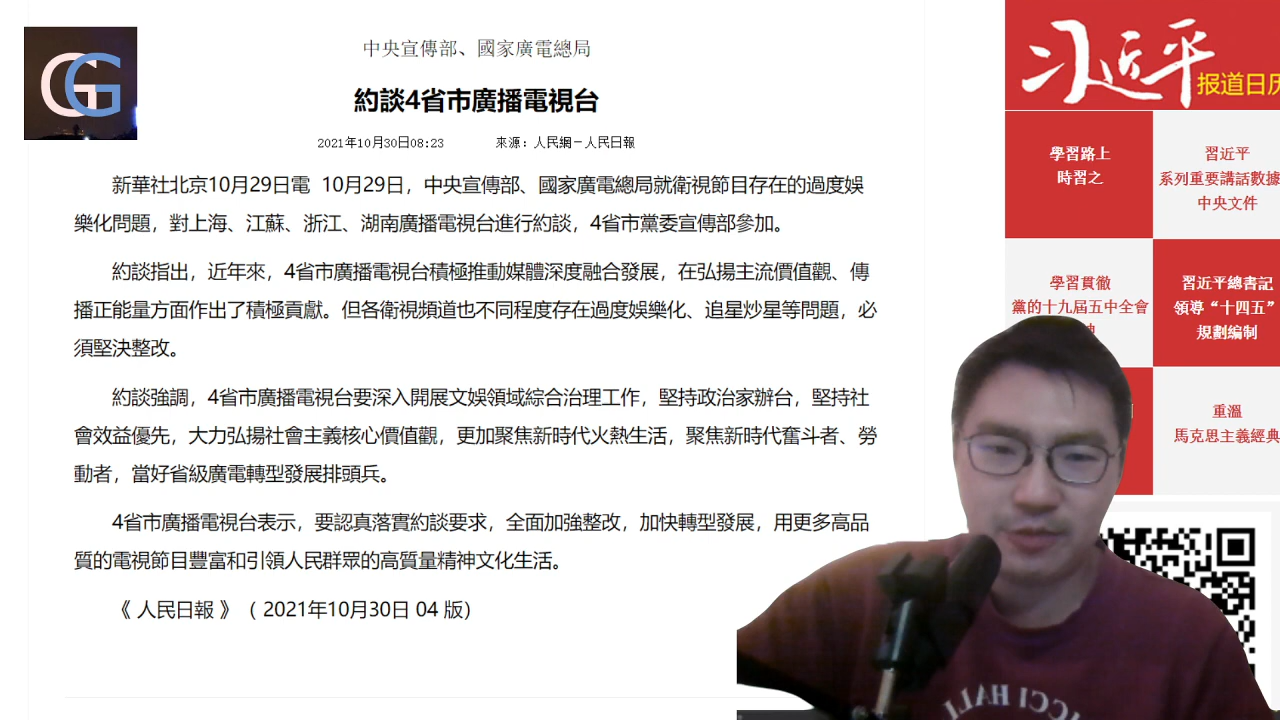 GG
中央宣傳部、國家廣電總局
約談4省市廣播電視台
2021年10月30日08:23 來源：人民網－人民日報
新華社北京10月29日電 10月29日，中央宣傳部、國家廣電總局就衛視節目存在的過度娛
樂化問題，對上海、江蘇、浙江、湖南廣播電視台進行約談，4省市黨委宣傳部參加。
約談指出，近年來，4省市廣播電視台積極推動媒體深度融合發展，在弘揚主流價值觀、傳
播正能量方面作出了積極貢獻。但各衛視頻道也不同程度存在過度娛樂化、追星炒星等問題，必
須堅決整改。
約談強調，4省市廣播電視台要深入開展文娛領域綜合治理工作，堅持政治家辦台，堅持社
會效益優先，大力弘揚社會主義核心價值觀，更加聚焦新時代火熱生活，聚焦新時代奮斗者、勞
動者，當好省級廣電轉型發展排頭兵。
4省市廣播電視台表示，要認真落實約談要求，全面加強整改，加快轉型發展，用更多高品
質的電視節目豐富和引領人民群眾的高質量精神文化生活。
《 人民日報 》（ 2021年10月30日 04 版）
习近平
报道日历
學習路上
時習之
習近平
系列重要講話數據
中央文件
學習貫徹
黨的十九屆五中全會
習近平總書記
領導“十四五”
規劃編制
重溫
馬克思主義經典